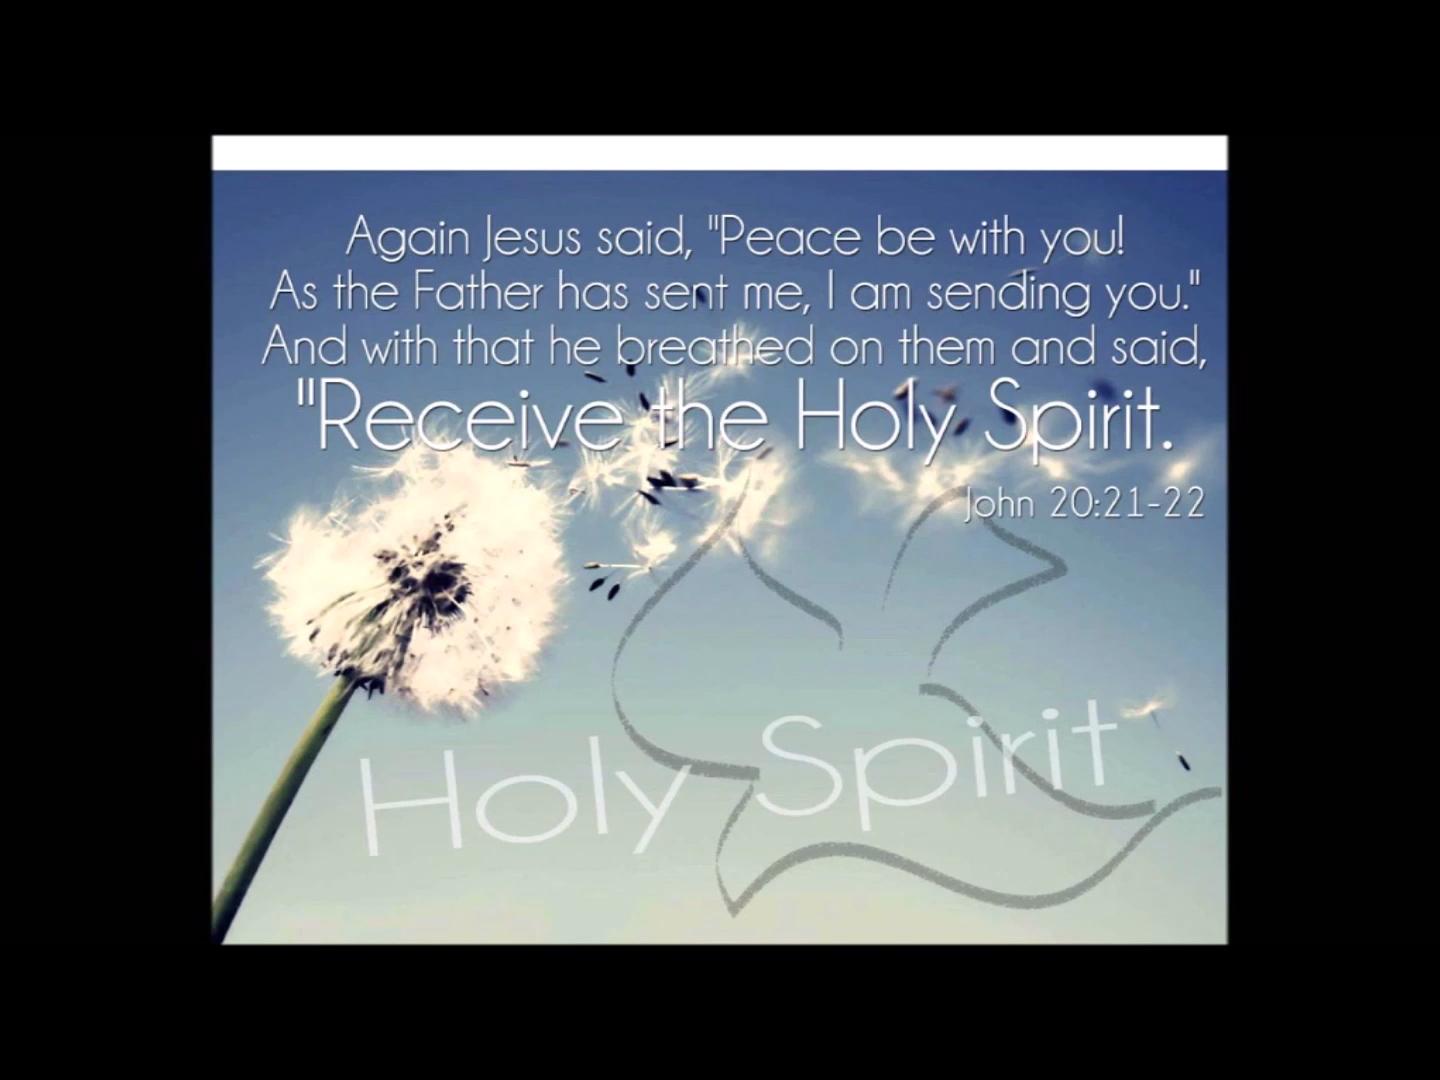 Again Jesus said, "Peace be with you!
As the Father has sent me, I am sending you."
And with that he breathed on them and said,
"Receive the Holy Spirit.
John 20:21-22
Holy Spirit